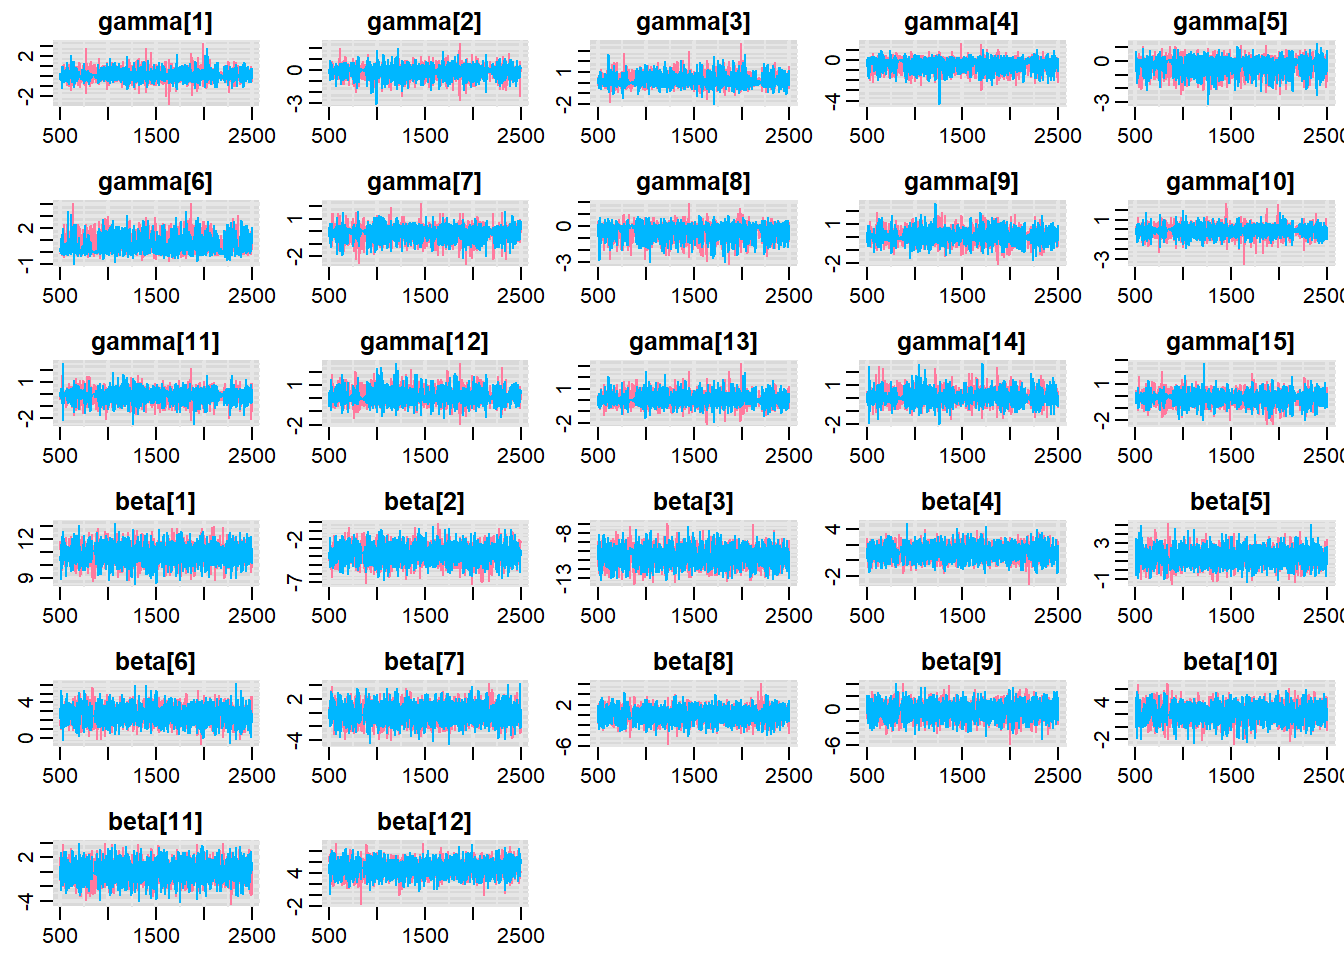 gamma[1] gamma[2] gamma[3] gamma[4] gamma[5]
2 -2 0 -3 1 -2 0 -4 0 -3
500 1500 2500 500 1500 2500 500 1500 2500 500 1500 2500 500 1500 2500
gamma[6] gamma[7] gamma[8] gamma[9] gamma[10]
2 -1 1 -2 0 -3 1 -2 1 -3
500 1500 2500 500 1500 2500 500 1500 2500 500 1500 2500 500 1500 2500
gamma[11] gamma[12] gamma[13] gamma[14] gamma[15]
1 -2 1 -2 1 -2 1 -2 1 -2
500 1500 2500 500 1500 2500 500 1500 2500 500 1500 2500 500 1500 2500
beta[1] beta[2] beta[3] beta[4] beta[5]
12 9 -2 -7 -8 -13 4 -2 3 -1
500 1500 2500 500 1500 2500 500 1500 2500 500 1500 2500 500 1500 2500
beta[6] beta[7] beta[8] beta[9] beta[10]
4 0 2 -4 2 -6 0 -6 4 -2
500 1500 2500 500 1500 2500 500 1500 2500 500 1500 2500 500 1500 2500
beta[11] beta[12]
2 -4 4 -2
500 1500 2500 500 1500 2500